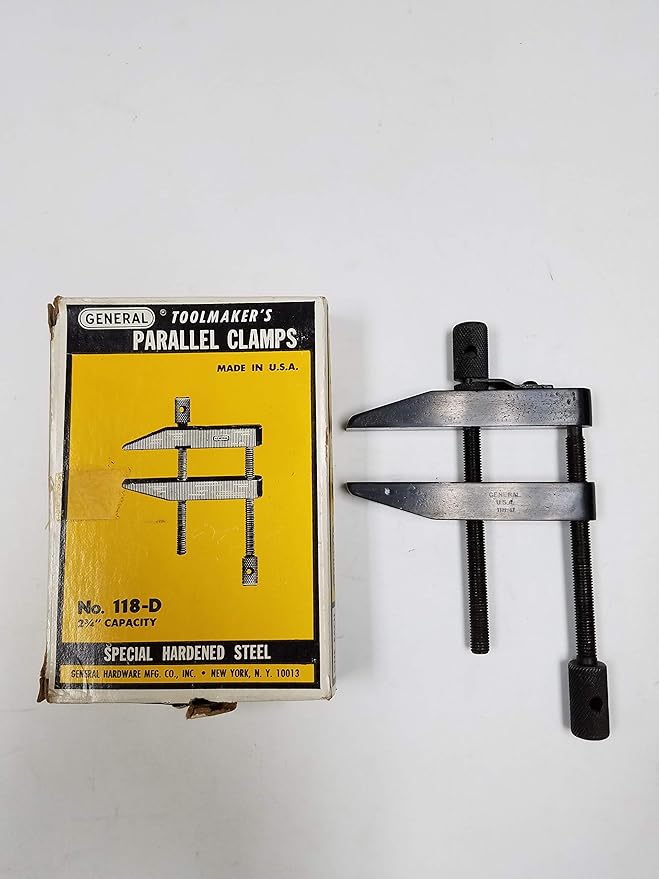 GENERAL ® TOOLMAKER'S
PARALLEL CLAMPS
MADE IN U.S.A.
GENERAL
No. 118-D
2¾" CAPACITY
SPECIAL HARDENED STEEL
GENERAL HARDWARE MFG. CO., INC. • NEW YORK, N. Y. 10013
GENERAL
U.S.A.